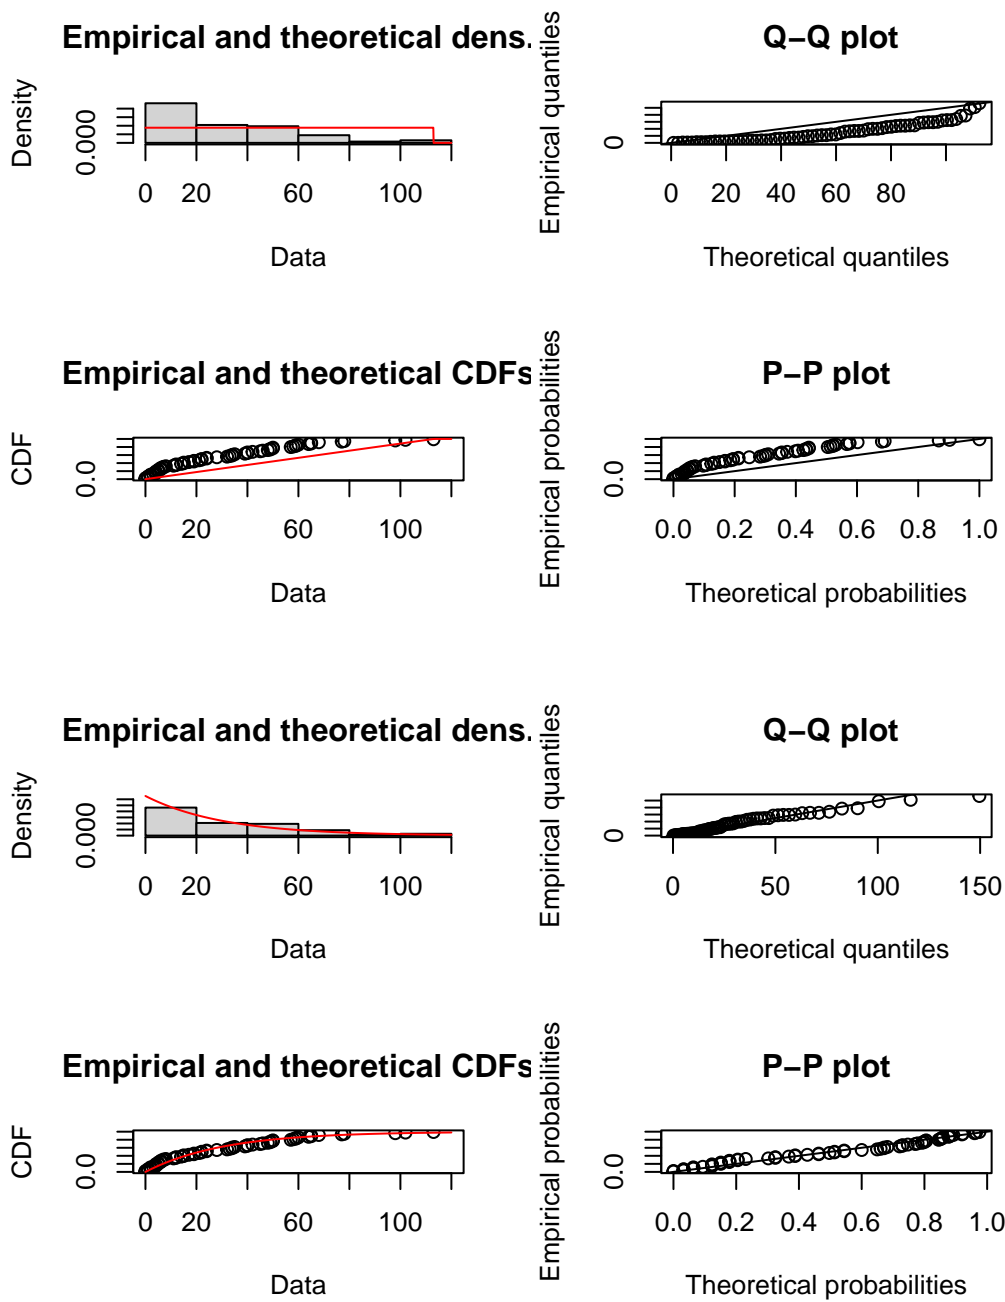 Empirical and theoretical dens.
Density
0.000
0 20 60 100
Data
Q−Q plot
Empirical quantiles
0
0 20 40 60 80
Theoretical quantiles
Empirical and theoretical CDFs
CDF
0.0
0 20 60 100
Data
P−P plot
Empirical probabilities
0.0
0.0 0.2 0.4 0.6 0.8 1.0
Theoretical probabilities
Empirical and theoretical dens.
Density
0.000
0 20 60 100
Data
Q−Q plot
Empirical quantiles
0
0 50 100 150
Theoretical quantiles
Empirical and theoretical CDFs
CDF
0.0
0 20 60 100
Data
P−P plot
Empirical probabilities
0.0
0.0 0.2 0.4 0.6 0.8 1.0
Theoretical probabilities